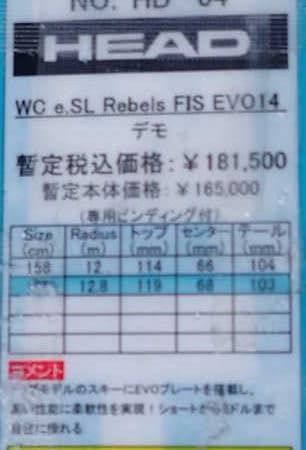 NO. HD-04
HEAD
WC e.SL Rebels FIS EVO14
デモ
暫定税込価格:￥181,500
暫定本体価格:￥165,000
(専用ビンディング付)
Size Radius トップ センター テール
(cm) (m) (mm) (mm) (mm)
158 12 114 66 104
12.8 119 68 103
コメント
モデルのスキーにEVOプレートを搭載し、
高い性能に柔軟性を実現!ショートからミドルまで
自在に操れる